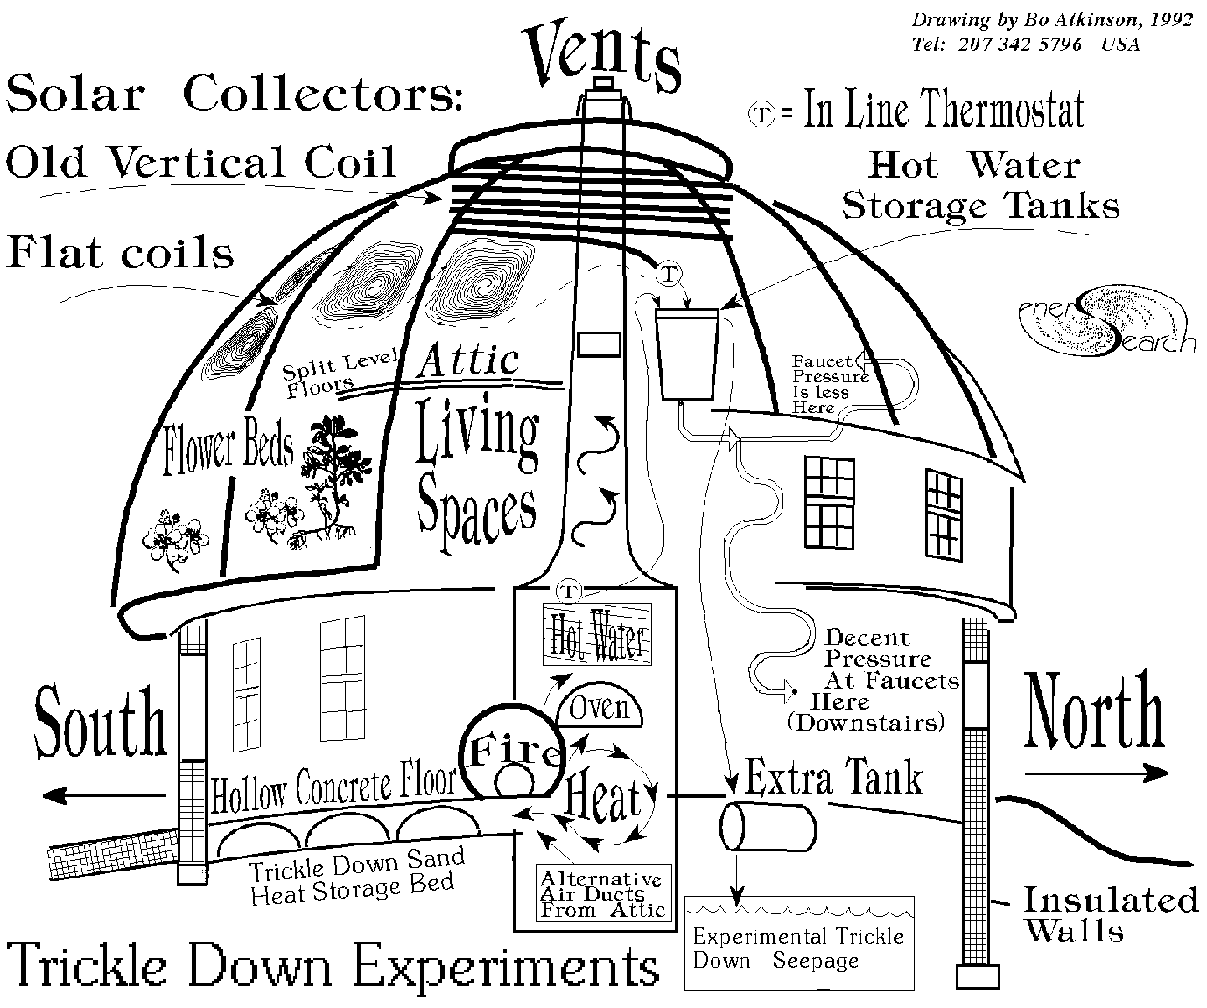 Drawing by Bo Atkinson, 1992
Tel: 207 342 5796 USA
Vents
Solar Collectors:
Old Vertical Coil
Flat coils
T = In Line Thermostat
Hot Water
Storage Tanks
T
ener
Search
Split Level
Floors
Attic
Faucet
Pressure
Is less
Here
Flower Beds
Living
Spaces
T
Hot Water
Decent
Pressure
At Faucets
Here
(Downstairs)
South
North
Oven
Fire
Heat
Hollow Concrete Floor
Extra Tank
Trickle Down Sand
Heat Storage Bed
Alternative
Air Ducts
From Attic
Insulated
Walls
Experimental Trickle
Down Seepage
Trickle Down Experiments